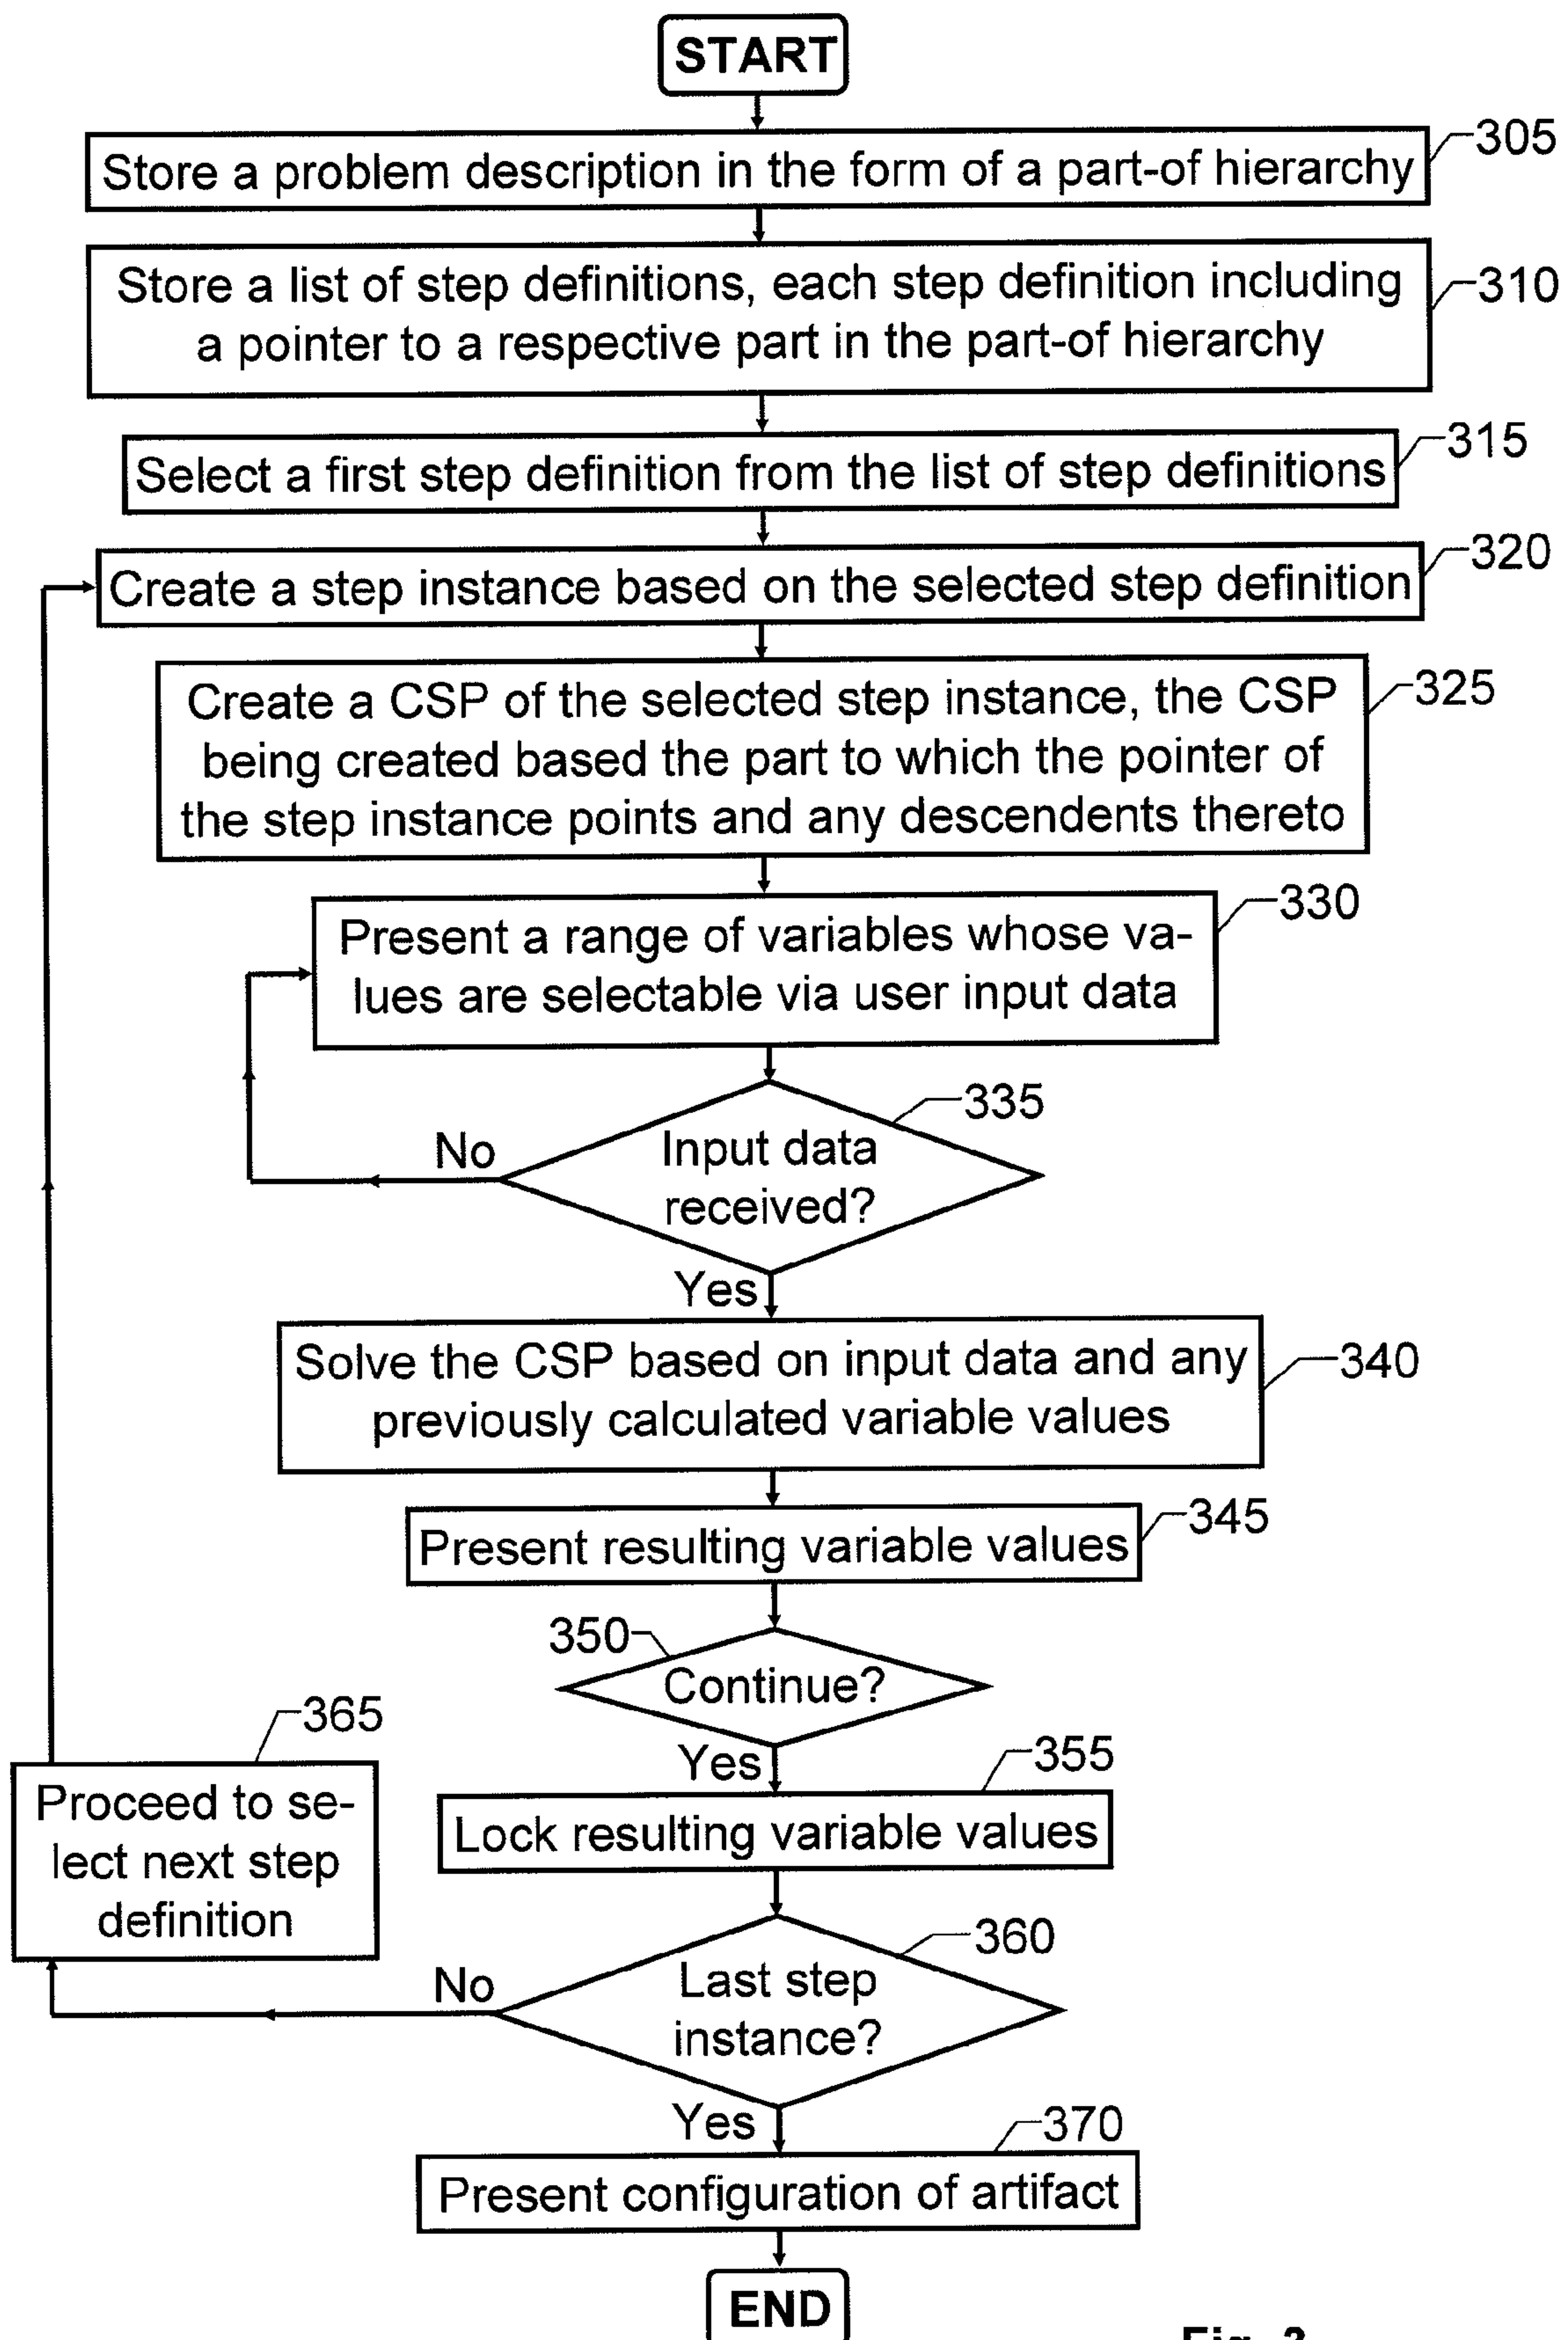 START
305
Store a problem description in the form of a part-of hierarchy
310
Store a list of step definitions, each step definition including
a pointer to a respective part in the part-of hierarchy
315
Select a first step definition from the list of step definitions
320
Create a step instance based on the selected step definition
325
Create a CSP of the selected step instance, the CSP
being created based the part to which the pointer of
the step instance points and any descendents thereto
330
Present a range of variables whose va-
lues are selectable via user input data
335
Input data
received?
No
Yes
Solve the CSP based on input data and any
previously calculated variable values
340
345
Present resulting variable values
350
Continue?
Yes
355
Lock resulting variable values
365
Proceed to se-
lect next step
definition
360
Last step
instance?
No
Yes
370
Present configuration of artifact
END
Fig. 3